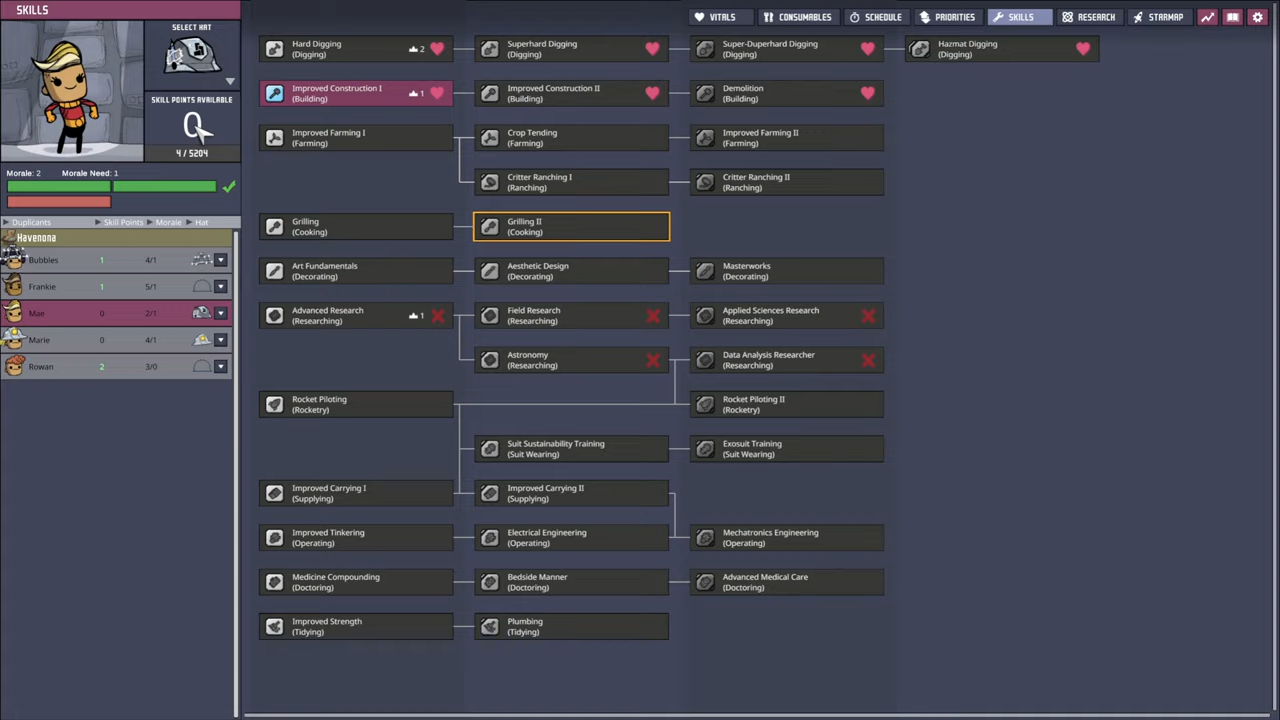 SKILLS
VITALS
CONSUMABLES
SCHEDULE
PRIORITIES
SKILLS
RESEARCH
STARMAP
SELECT HAT
SKILL POINTS AVAILABLE
0
4 / 5204
Morale: 2 Morale Need: 1
Duplicants Skill Points Morale Hat
Havenona
Bubbles 1 4/1
Frankie 1 5/1
Mae 0 2/1
Marie 0 4/1
Rowan 2 3/0
Hard Digging
(Digging)
2
Superhard Digging
(Digging)
Super-Duperhard Digging
(Digging)
Hazmat Digging
(Digging)
Improved Construction I
(Building)
1
Improved Construction II
(Building)
Demolition
(Building)
Improved Farming I
(Farming)
Crop Tending
(Farming)
Improved Farming II
(Farming)
Critter Ranching I
(Ranching)
Critter Ranching II
(Ranching)
Grilling
(Cooking)
Grilling II
(Cooking)
Art Fundamentals
(Decorating)
Aesthetic Design
(Decorating)
Masterworks
(Decorating)
Advanced Research
(Researching)
1
Field Research
(Researching)
Applied Sciences Research
(Researching)
Astronomy
(Researching)
Data Analysis Researcher
(Researching)
Rocket Piloting
(Rocketry)
Rocket Piloting II
(Rocketry)
Suit Sustainability Training
(Suit Wearing)
Exosuit Training
(Suit Wearing)
Improved Carrying I
(Supplying)
Improved Carrying II
(Supplying)
Improved Tinkering
(Operating)
Electrical Engineering
(Operating)
Mechatronics Engineering
(Operating)
Medicine Compounding
(Doctoring)
Bedside Manner
(Doctoring)
Advanced Medical Care
(Doctoring)
Improved Strength
(Tidying)
Plumbing
(Tidying)